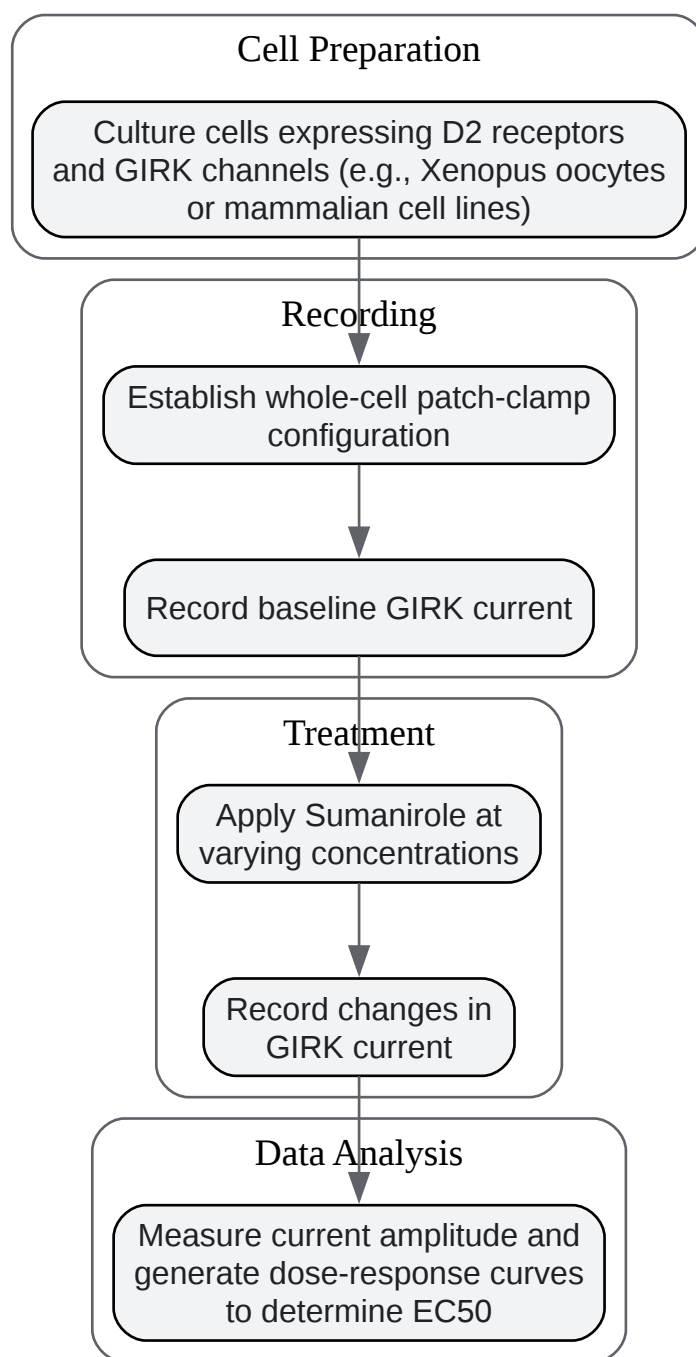 Cell Preparation
Culture cells expressing D2 receptors
and GIRK channels (e.g., Xenopus oocytes
or mammalian cell lines)
Recording
Establish whole-cell patch-clamp
configuration
Record baseline GIRK current
Treatment
Apply Sumanirole at
varying concentrations
Record changes in
GIRK current
Data Analysis
Measure current amplitude and
generate dose-response curves
to determine EC50